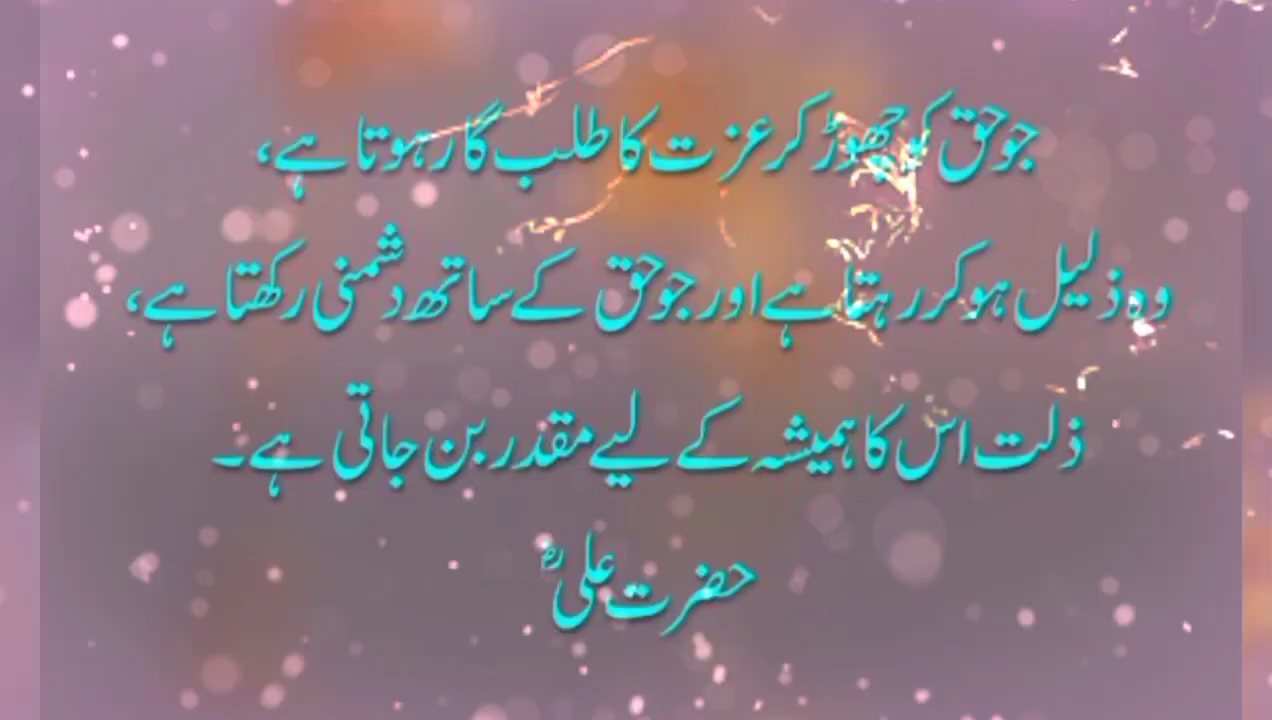 جو حق کو چھوڑ کر عزت کا طلب گار ہوتا ہے،
وہ ذلیل ہو کر رہتا ہے اور جو حق کے ساتھ دشمنی رکھتا ہے،
ذلت اس کا ہمیشہ کے لیے مقدر بن جاتی ہے۔
حضرت علیؓ